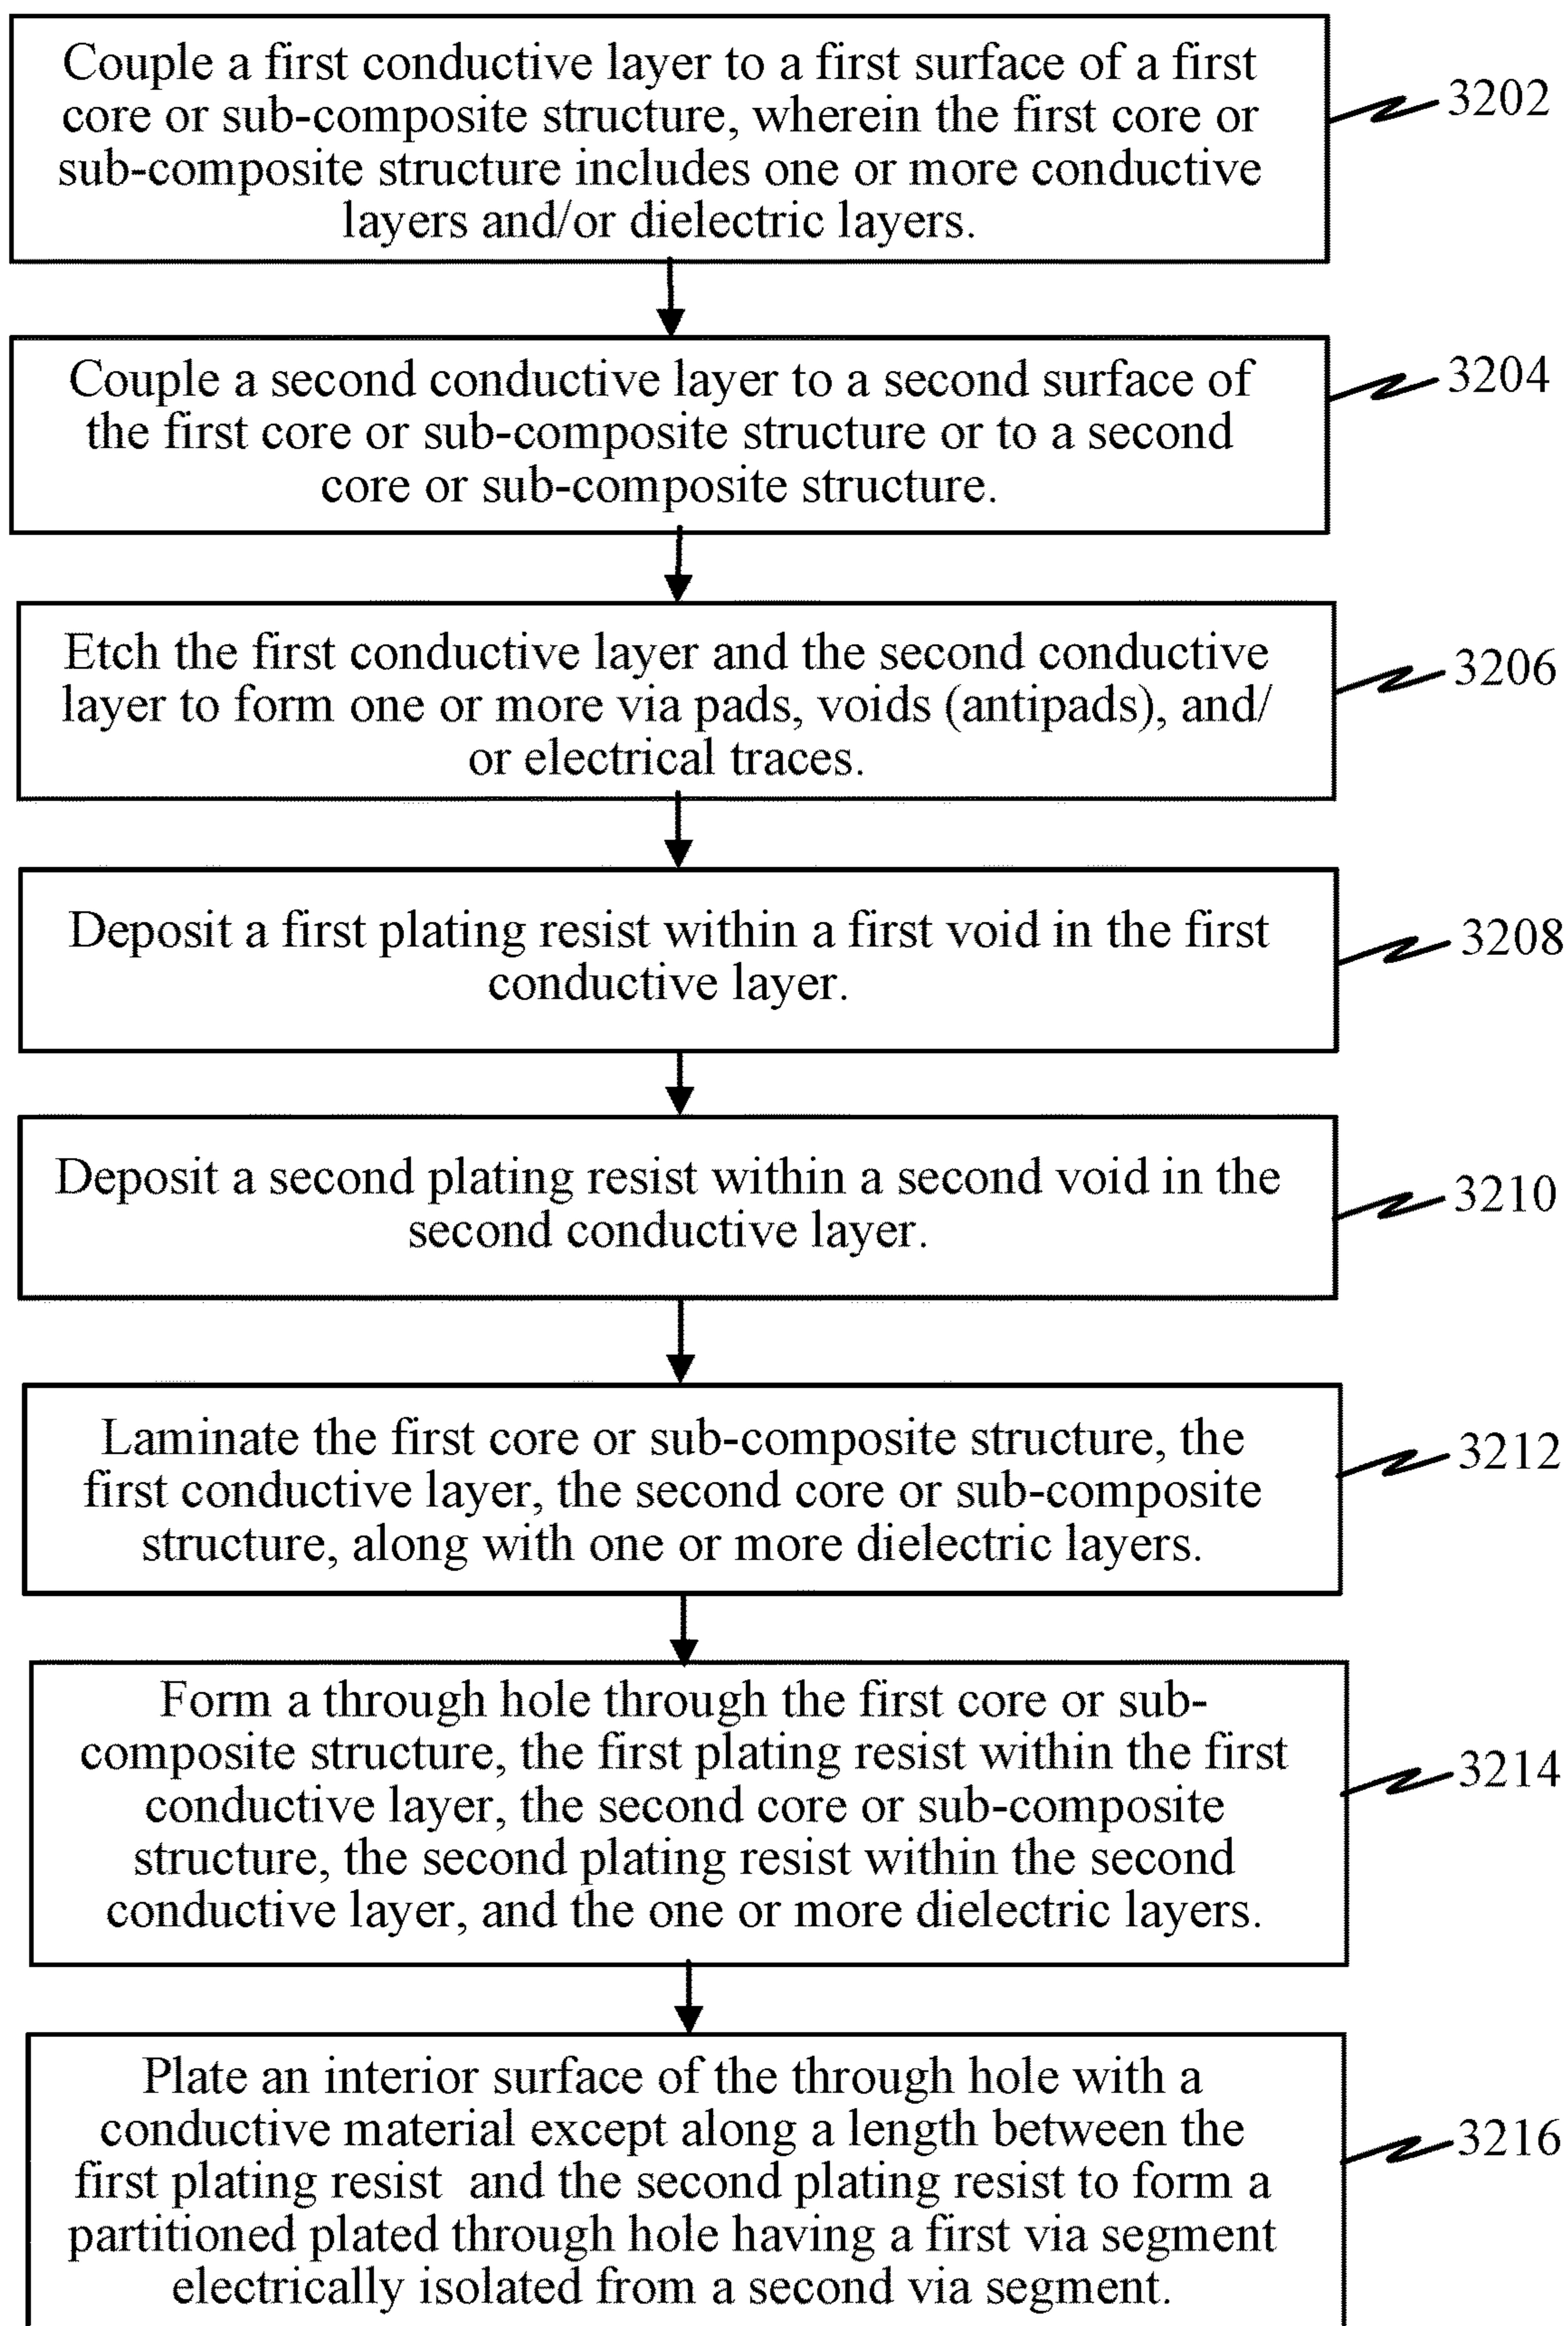 Couple a first conductive layer to a first surface of a first
core or sub-composite structure, wherein the first core or
sub-composite structure includes one or more conductive
layers and/or dielectric layers.
3202
Couple a second conductive layer to a second surface of
the first core or sub-composite structure or to a second
core or sub-composite structure.
3204
Etch the first conductive layer and the second conductive
layer to form one or more via pads, voids (antipads), and/
or electrical traces.
3206
Deposit a first plating resist within a first void in the first
conductive layer.
3208
Deposit a second plating resist within a second void in the
second conductive layer.
3210
Laminate the first core or sub-composite structure, the
first conductive layer, the second core or sub-composite
structure, along with one or more dielectric layers.
3212
Form a through hole through the first core or sub-
composite structure, the first plating resist within the first
conductive layer, the second core or sub-composite
structure, the second plating resist within the second
conductive layer, and the one or more dielectric layers.
3214
Plate an interior surface of the through hole with a
conductive material except along a length between the
first plating resist and the second plating resist to form a
partitioned plated through hole having a first via segment
electrically isolated from a second via segment.
3216